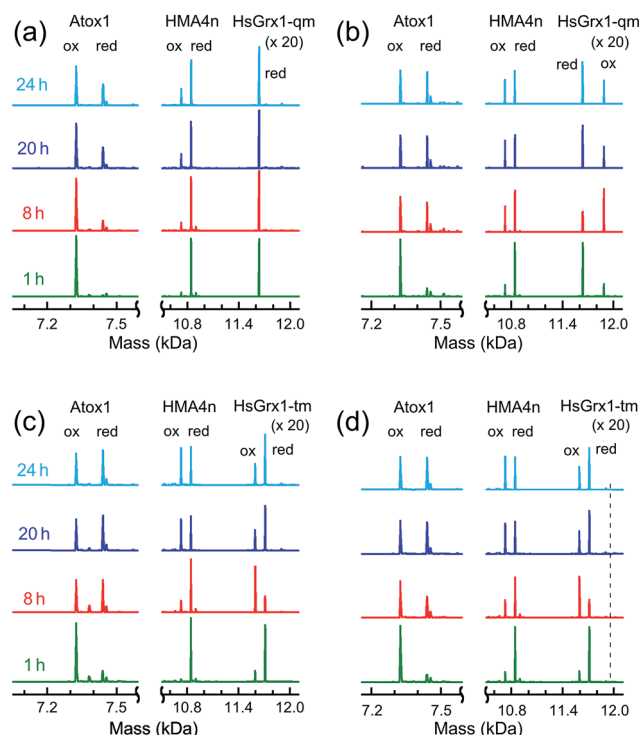 (a)
Atox1
HMA4n
HsGrx1-qm
(x 20)
ox red
ox red
red
24 h
20 h
8 h
1 h
7.2 7.5 10.8 11.4 12.0
Mass (kDa)
(b)
Atox1
HMA4n
HsGrx1-qm
(x 20)
ox red
ox red
red ox
7.2 7.5 10.8 11.4 12.0
Mass (kDa)
(c)
Atox1
HMA4n
HsGrx1-tm
(x 20)
ox red
ox red
ox red
24 h
20 h
8 h
1 h
7.2 7.5 10.8 11.4 12.0
Mass (kDa)
(d)
Atox1
HMA4n
HsGrx1-tm
(x 20)
ox red
ox red
ox red
7.2 7.5 10.8 11.4 12.0
Mass (kDa)